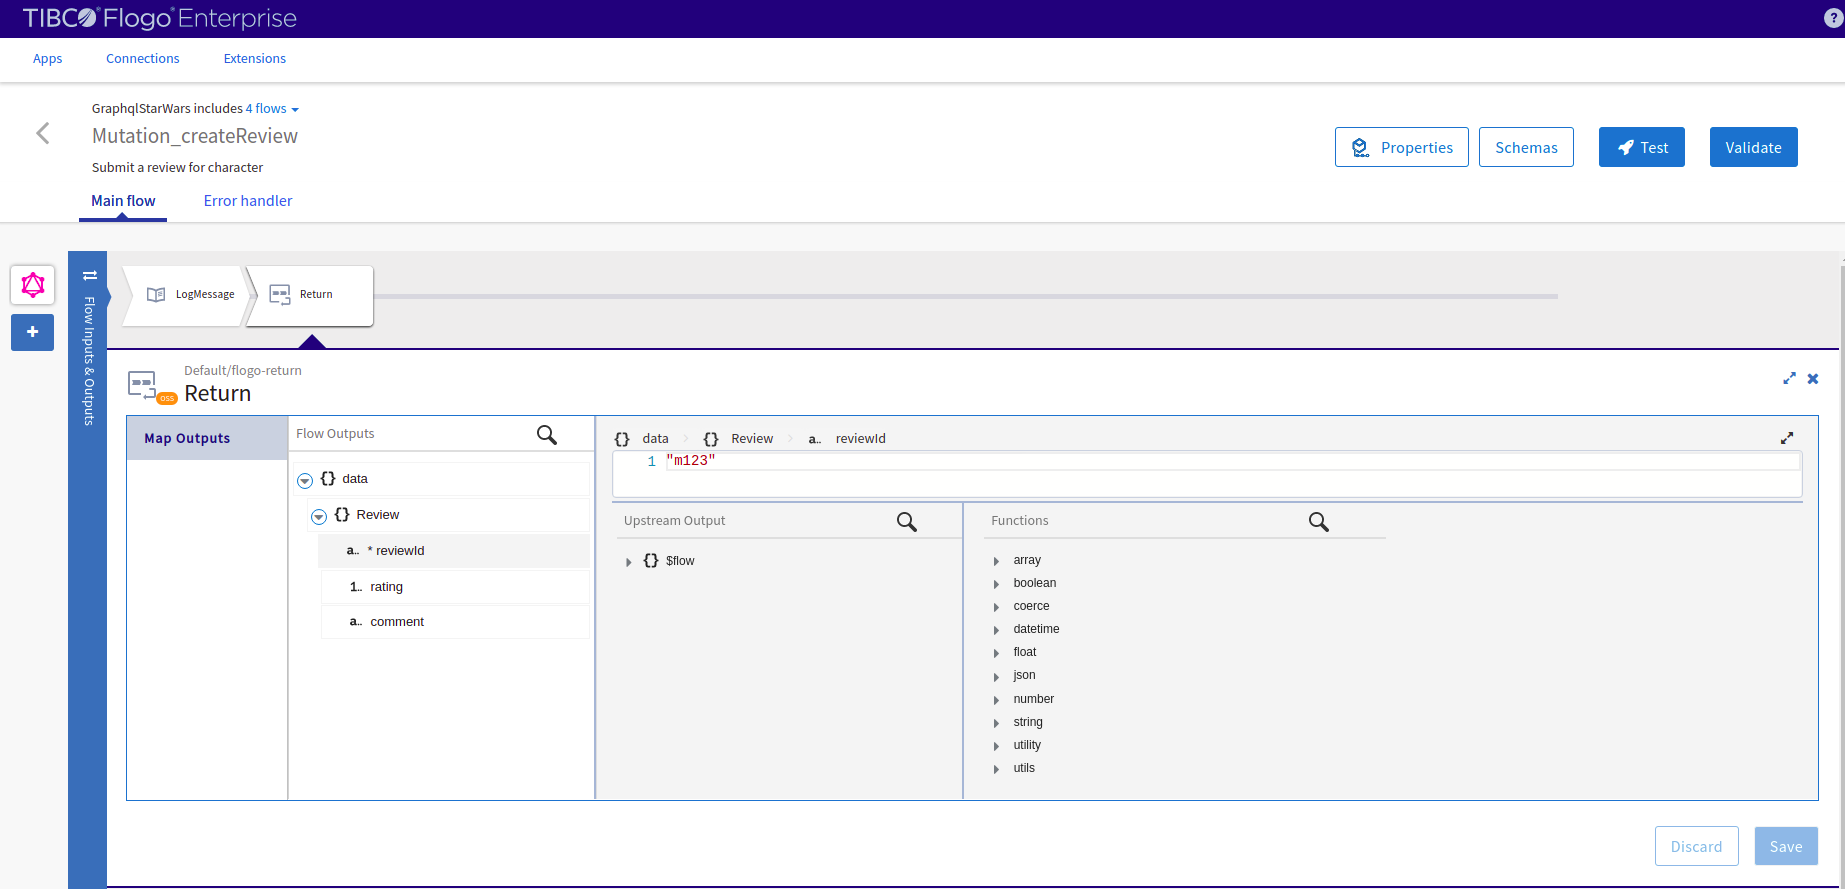 TIBCO Flogo® Enterprise
?
Apps Connections Extensions
GraphqlStarWars includes 4 flows
Mutation_createReview
Submit a review for character
Properties Schemas Test Validate
Main flow Error handler
+
Flow Inputs & Outputs
LogMessage Return
Default/flogo-return
oss Return
Map Outputs
Flow Outputs
{} data
{} Review
a.. * reviewId
1.. rating
a.. comment
{} data {} Review a.. reviewId
1 "m123"
Upstream Output
{} $flow
Functions
array
boolean
coerce
datetime
float
json
number
string
utility
utils
Discard Save